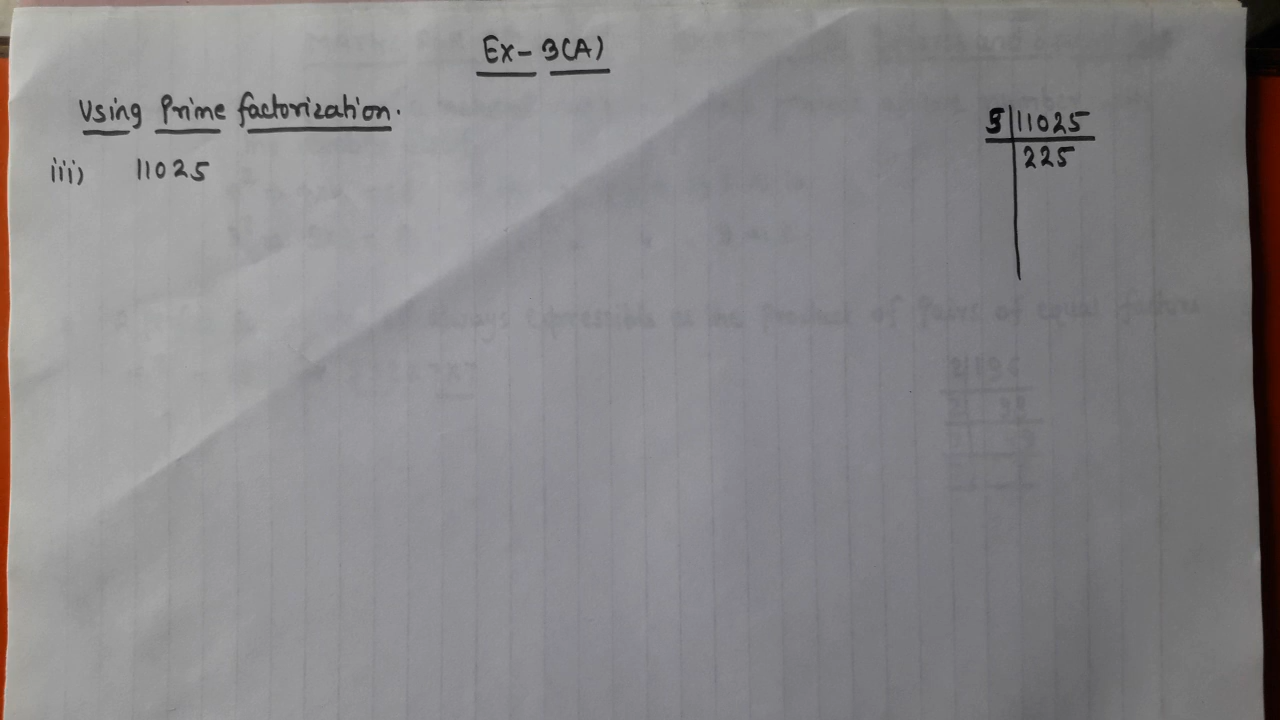 Ex- 3(A)
Using Prime factorization.
iii) 11025
5 11025
225